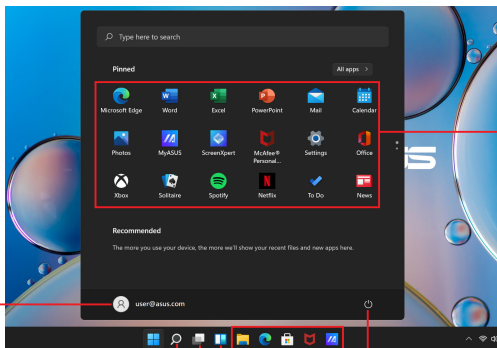 Type here to search
Pinned
All apps >
Microsoft Edge
Word
Excel
PowerPoint
Mail
Calendar
Photos
MyASUS
ScreenXpert
McAfee®
Personal...
Settings
Office
Xbox
Solitaire
Spotify
Netflix
To Do
News
Recommended
The more you use your device, the more we'll show your recent files and new apps here.
user@asus.com